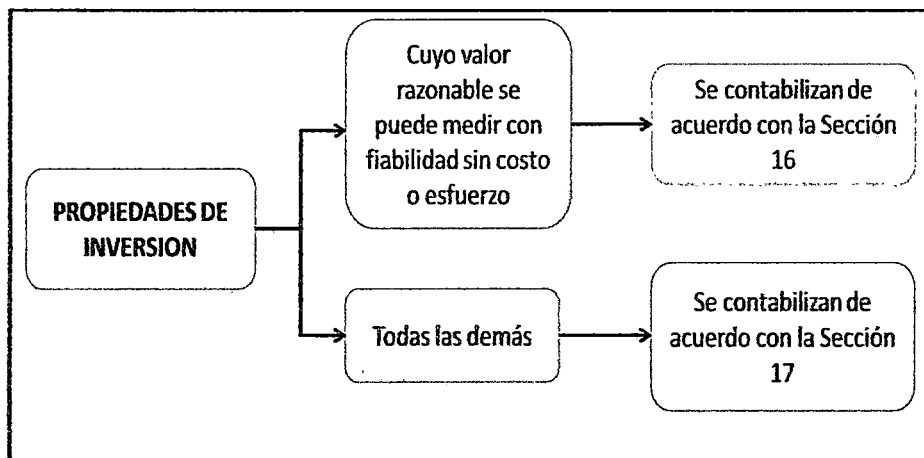 Cuyo valor
razonable se
puede medir con
fiabilidad sin costo
o esfuerzo
Se contabilizan de
acuerdo con la Sección
16
PROPIEDADES DE
INVERSION
Todas las demás
Se contabilizan de
acuerdo con la Sección
17